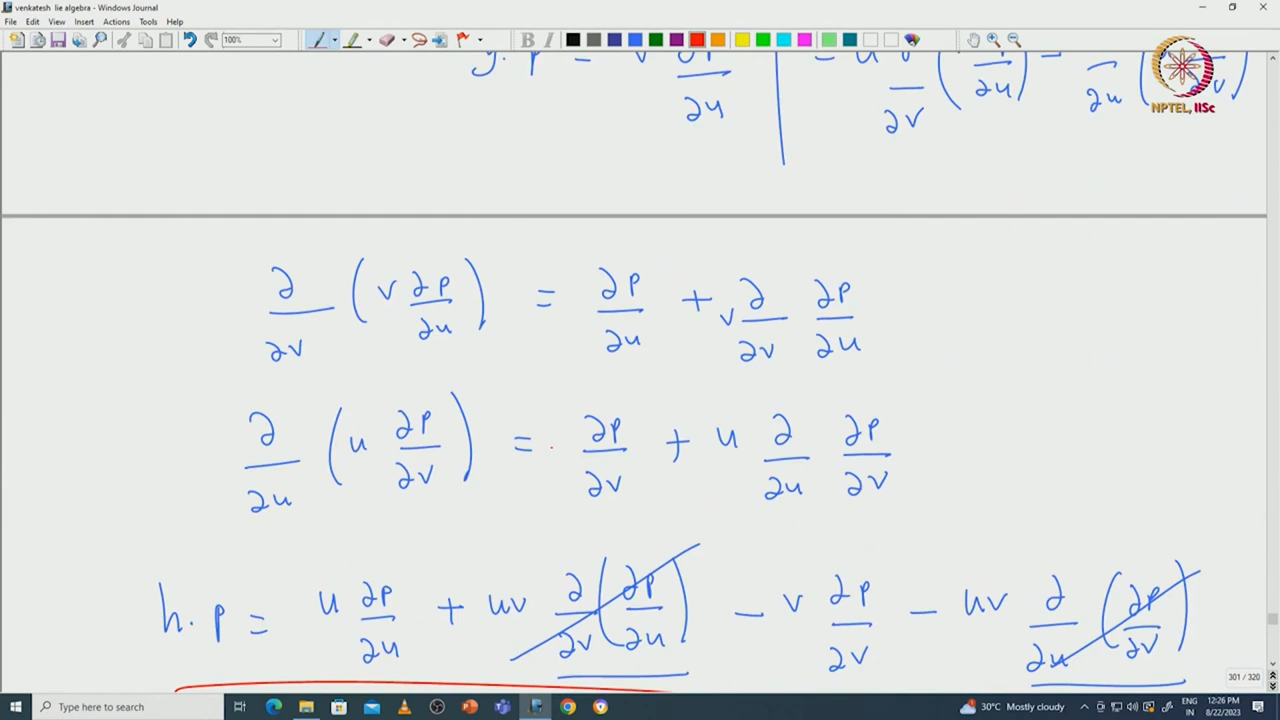 venkatesh lie algebra - Windows Journal
File Edit View Insert Actions Tools Help
100%
NPTEL, IISc
y. p = v ∂p/∂u = u ∂/∂v ( /∂u) - ∂/∂u ( /∂v)
∂/∂v (v ∂p/∂u) = ∂p/∂u + v ∂/∂v ∂p/∂u
∂/∂u (u ∂p/∂v) = ∂p/∂v + u ∂/∂u ∂p/∂v
h. p = u ∂p/∂u + uv ∂/∂v (∂p/∂u) - v ∂p/∂v - uv ∂/∂u (∂p/∂v)
301 / 320
Type here to search
30°C Mostly cloudy
ENG
IN
12:26 PM
8/22/2023